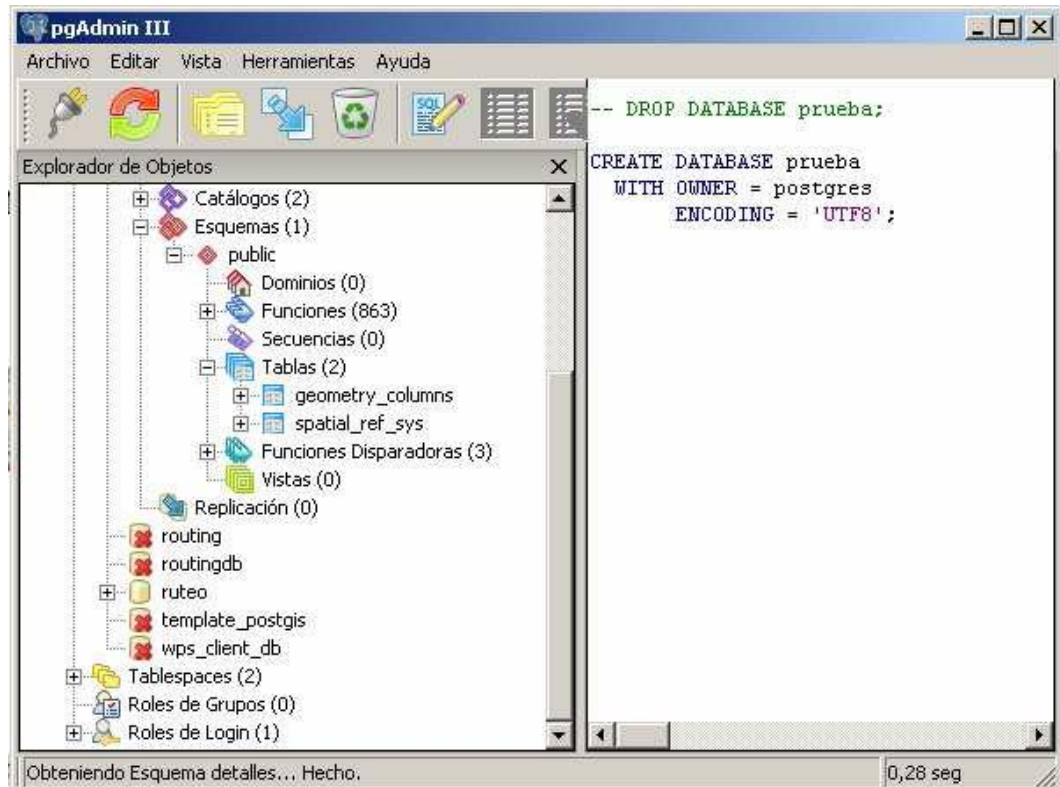 pgAdmin III
Archivo Editar Vista Herramientas Ayuda
SQL
Explorador de Objetos
Catálogos (2)
Esquemas (1)
public
Dominios (0)
Funciones (863)
Secuencias (0)
Tablas (2)
geometry_columns
spatial_ref_sys
Funciones Disparadoras (3)
Vistas (0)
Replicación (0)
routing
routingdb
ruteo
template_postgis
wps_client_db
Tablespaces (2)
Roles de Grupos (0)
Roles de Login (1)
-- DROP DATABASE prueba;
CREATE DATABASE prueba
WITH OWNER = postgres
ENCODING = 'UTF8';
Obteniendo Esquema detalles... Hecho.
0,28 seg